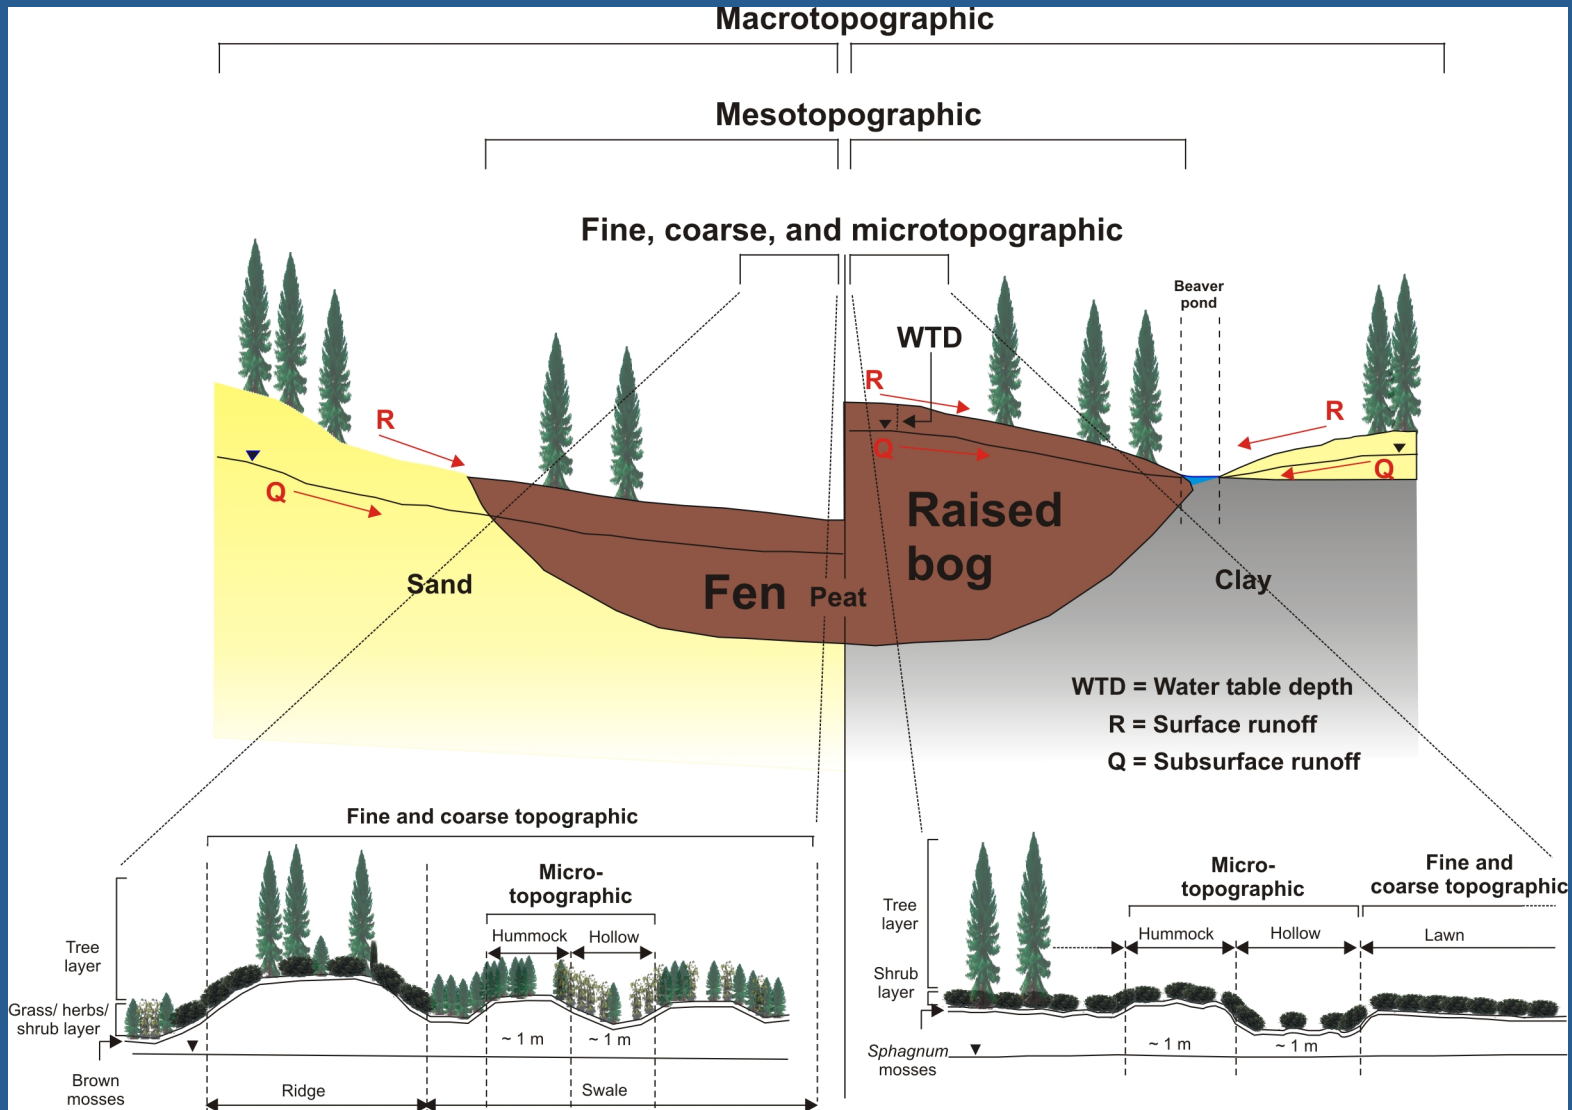 Macrotopographic
Mesotopographic
Fine, coarse, and microtopographic
Beaver
pond
WTD
R
R
R
Q
Q
Q
Raised
bog
Sand
Fen
Peat
Clay
WTD = Water table depth
R = Surface runoff
Q = Subsurface runoff
Fine and coarse topographic
Micro-
topographic
Hummock
Hollow
Tree
layer
Grass/ herbs/
shrub layer
~ 1 m
~ 1 m
Brown
mosses
Ridge
Swale
Micro-
topographic
Fine and
coarse topographic
Tree
layer
Hummock
Hollow
Lawn
Shrub
layer
~ 1 m
~ 1 m
Sphagnum
mosses